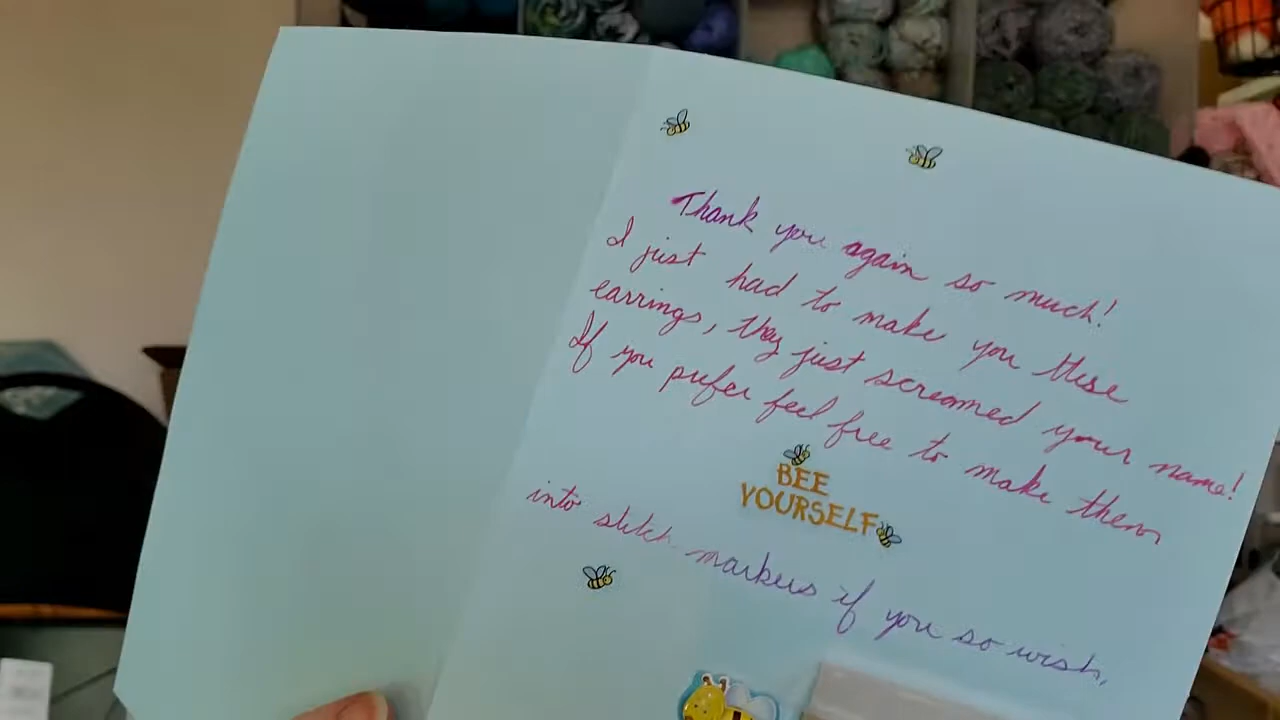 Thank you again so much!
I just had to make you these
earrings, they just screamed your name!
If you prefer feel free to make them
BEE
YOURSELF
into stitch markers if you so wish,